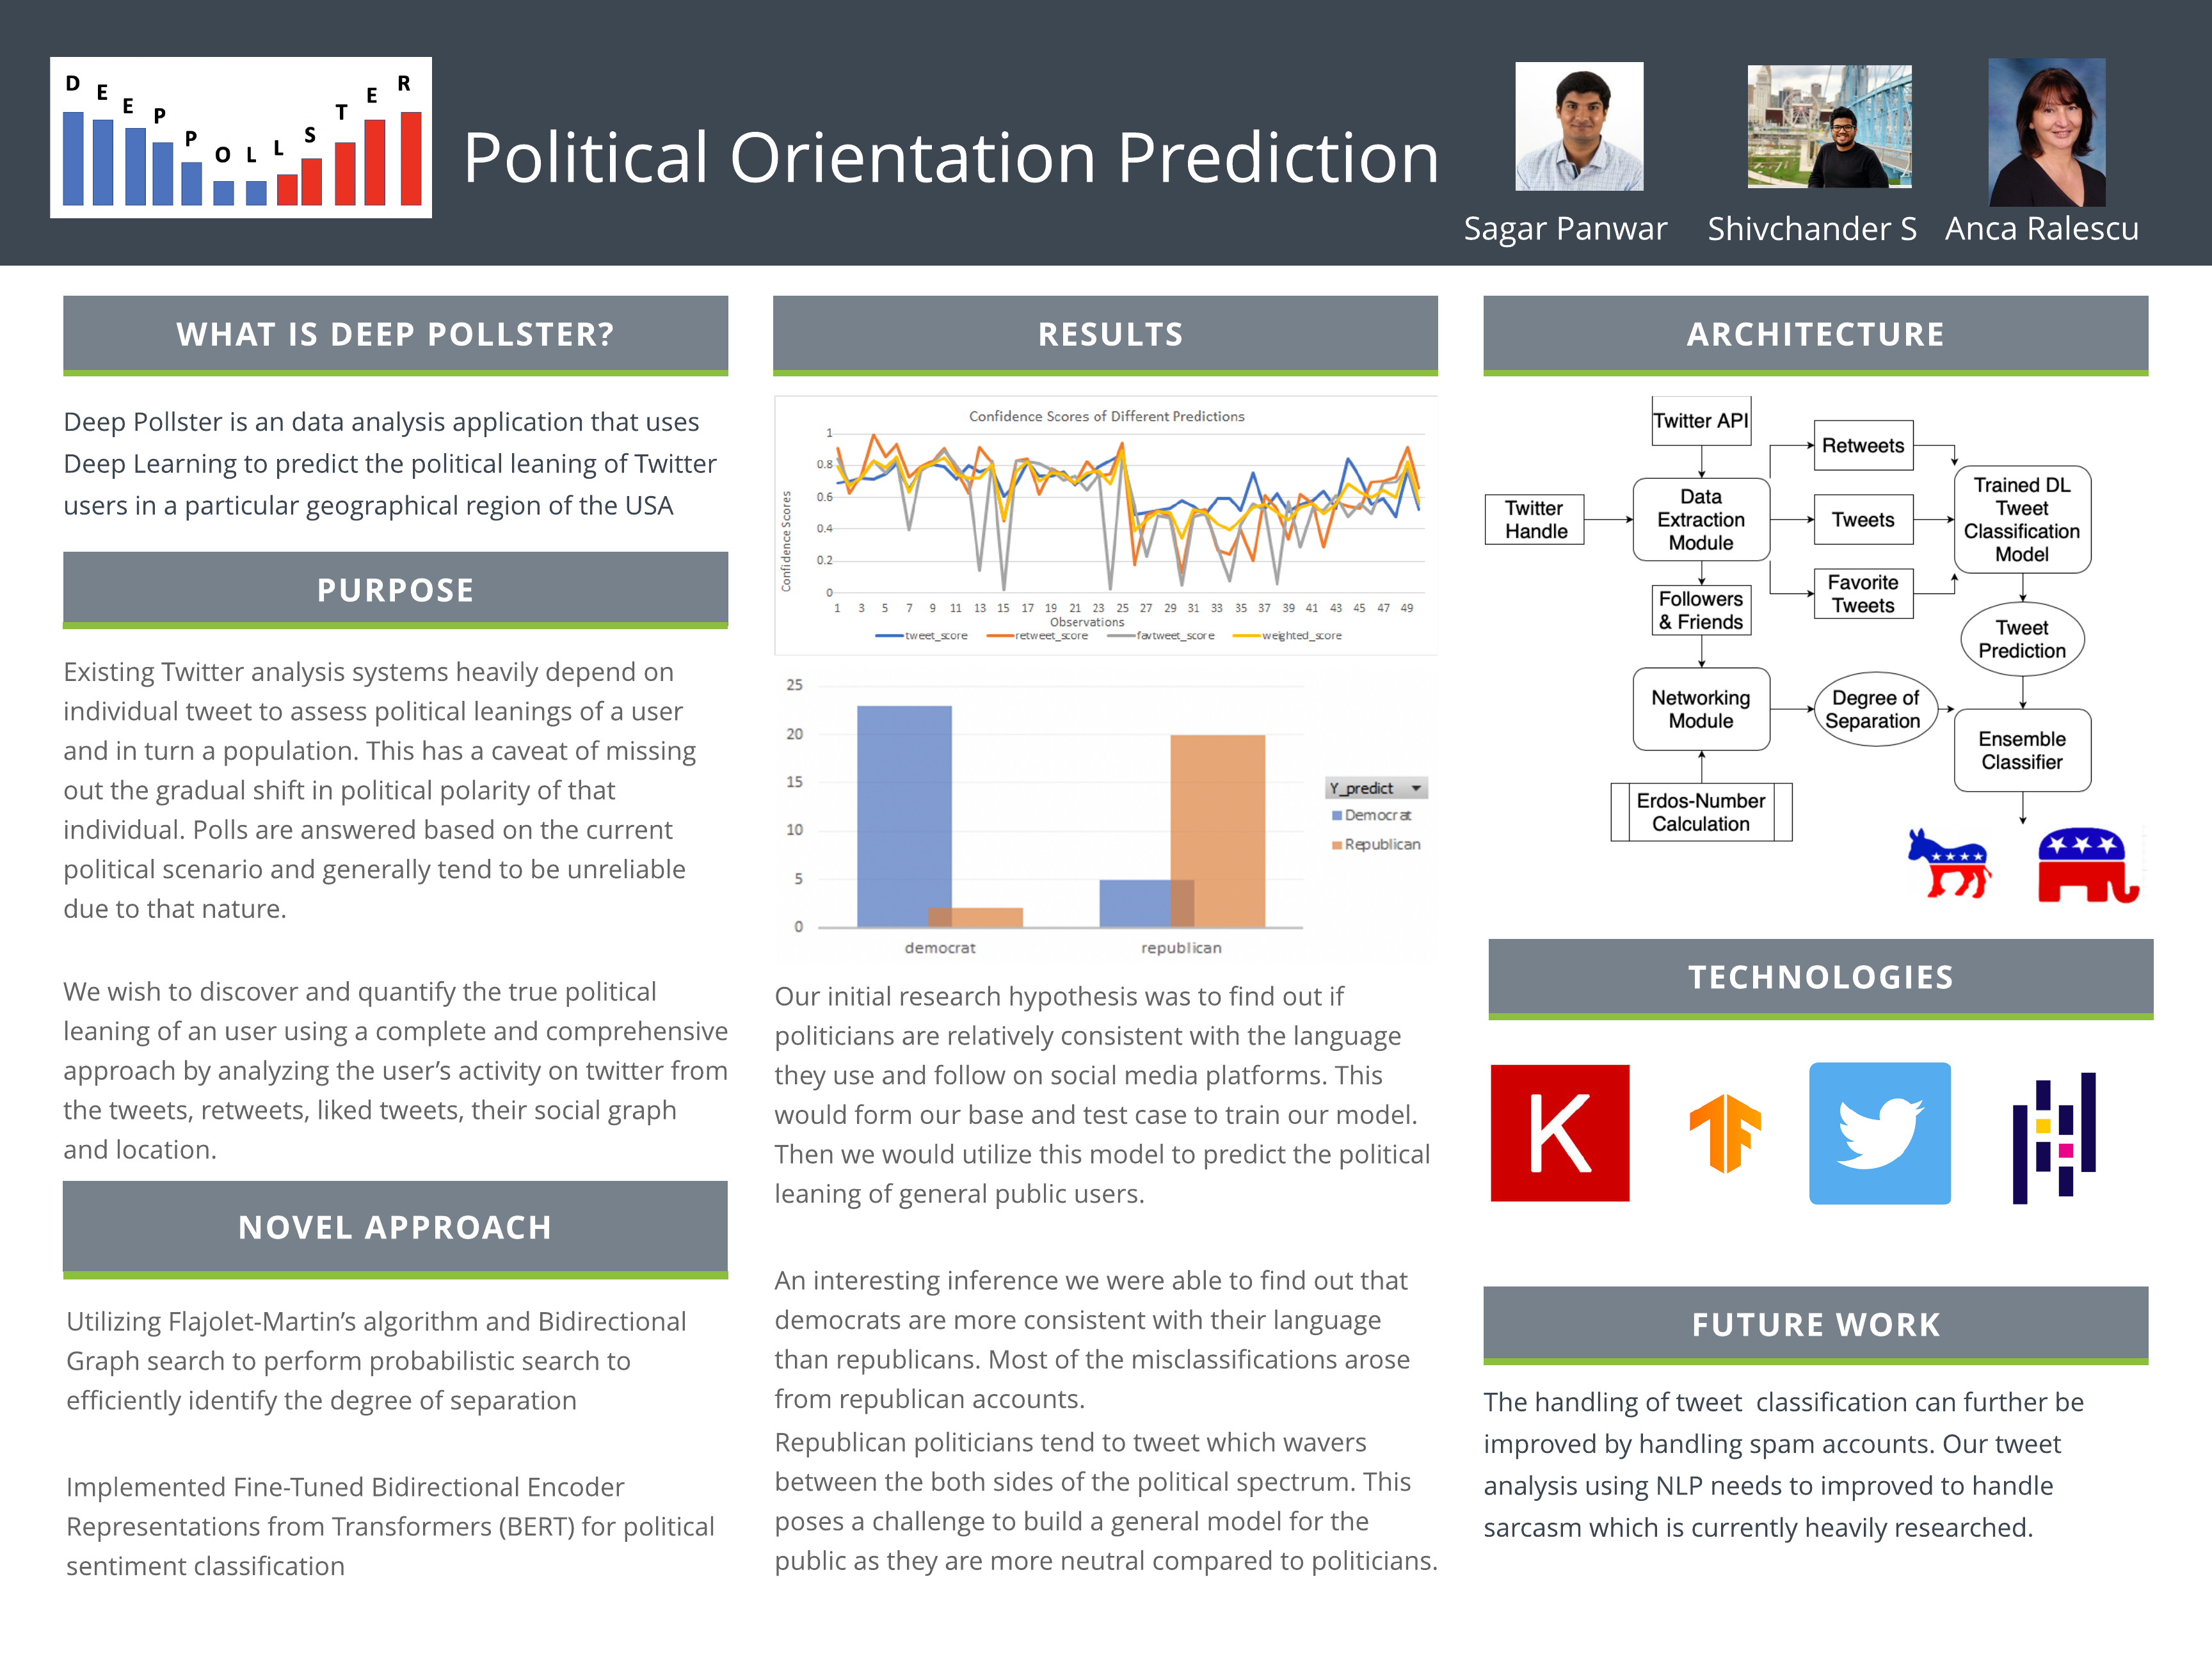 D E E P P O L L S T E R
Political Orientation Prediction
Sagar Panwar
Shivchander S
Anca Ralescu
WHAT IS DEEP POLLSTER?
Deep Pollster is an data analysis application that uses
Deep Learning to predict the political leaning of Twitter
users in a particular geographical region of the USA
PURPOSE
Existing Twitter analysis systems heavily depend on
individual tweet to assess political leanings of a user
and in turn a population. This has a caveat of missing
out the gradual shift in political polarity of that
individual. Polls are answered based on the current
political scenario and generally tend to be unreliable
due to that nature.
We wish to discover and quantify the true political
leaning of an user using a complete and comprehensive
approach by analyzing the user’s activity on twitter from
the tweets, retweets, liked tweets, their social graph
and location.
NOVEL APPROACH
Utilizing Flajolet-Martin’s algorithm and Bidirectional
Graph search to perform probabilistic search to
efficiently identify the degree of separation
Implemented Fine-Tuned Bidirectional Encoder
Representations from Transformers (BERT) for political
sentiment classification
RESULTS
Confidence Scores of Different Predictions
Confidence Scores
1
0.8
0.6
0.4
0.2
0
1 3 5 7 9 11 13 15 17 19 21 23 25 27 29 31 33 35 37 39 41 43 45 47 49
Observations
tweet_score retweet_score favtweet_score weighted_score
25
20
15
10
5
0
democrat republican
Y_predict
Democrat
Republican
Our initial research hypothesis was to find out if
politicians are relatively consistent with the language
they use and follow on social media platforms. This
would form our base and test case to train our model.
Then we would utilize this model to predict the political
leaning of general public users.
An interesting inference we were able to find out that
democrats are more consistent with their language
than republicans. Most of the misclassifications arose
from republican accounts.
Republican politicians tend to tweet which wavers
between the both sides of the political spectrum. This
poses a challenge to build a general model for the
public as they are more neutral compared to politicians.
ARCHITECTURE
Twitter API
Retweets
Twitter
Handle
Data
Extraction
Module
Tweets
Trained DL
Tweet
Classification
Model
Favorite
Tweets
Followers
& Friends
Tweet
Prediction
Networking
Module
Degree of
Separation
Ensemble
Classifier
Erdos-Number
Calculation
TECHNOLOGIES
K
FUTURE WORK
The handling of tweet  classification can further be
improved by handling spam accounts. Our tweet
analysis using NLP needs to improved to handle
sarcasm which is currently heavily researched.